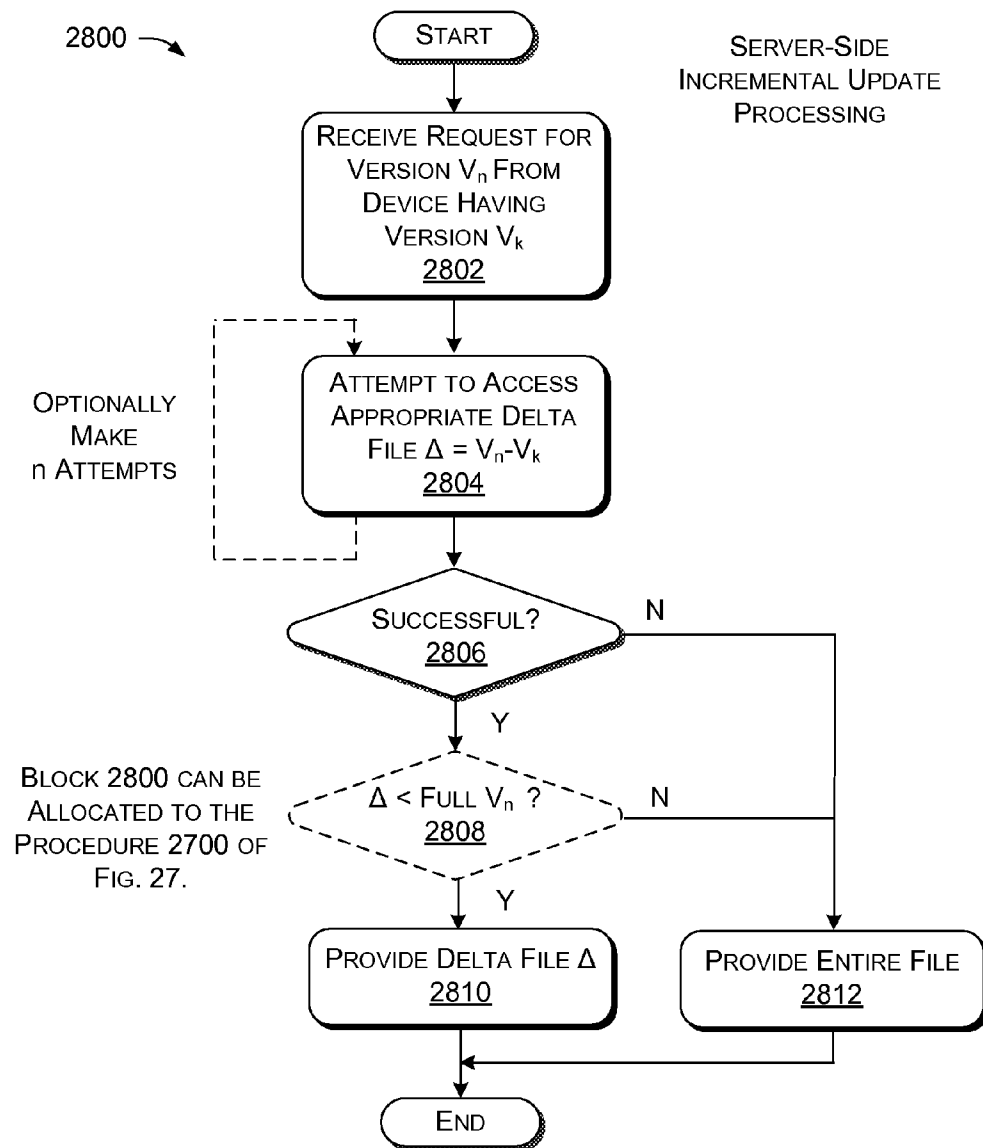 2800
START
SERVER-SIDE
INCREMENTAL UPDATE
PROCESSING
RECEIVE REQUEST FOR
VERSION Vₙ FROM
DEVICE HAVING
VERSION Vₖ
2802
OPTIONALLY
MAKE
n ATTEMPTS
ATTEMPT TO ACCESS
APPROPRIATE DELTA
FILE Δ = Vₙ-Vₖ
2804
SUCCESSFUL?
2806
N
Y
BLOCK 2800 CAN BE
ALLOCATED TO THE
PROCEDURE 2700 OF
FIG. 27.
Δ < FULL Vₙ ?
2808
N
Y
PROVIDE DELTA FILE Δ
2810
PROVIDE ENTIRE FILE
2812
END